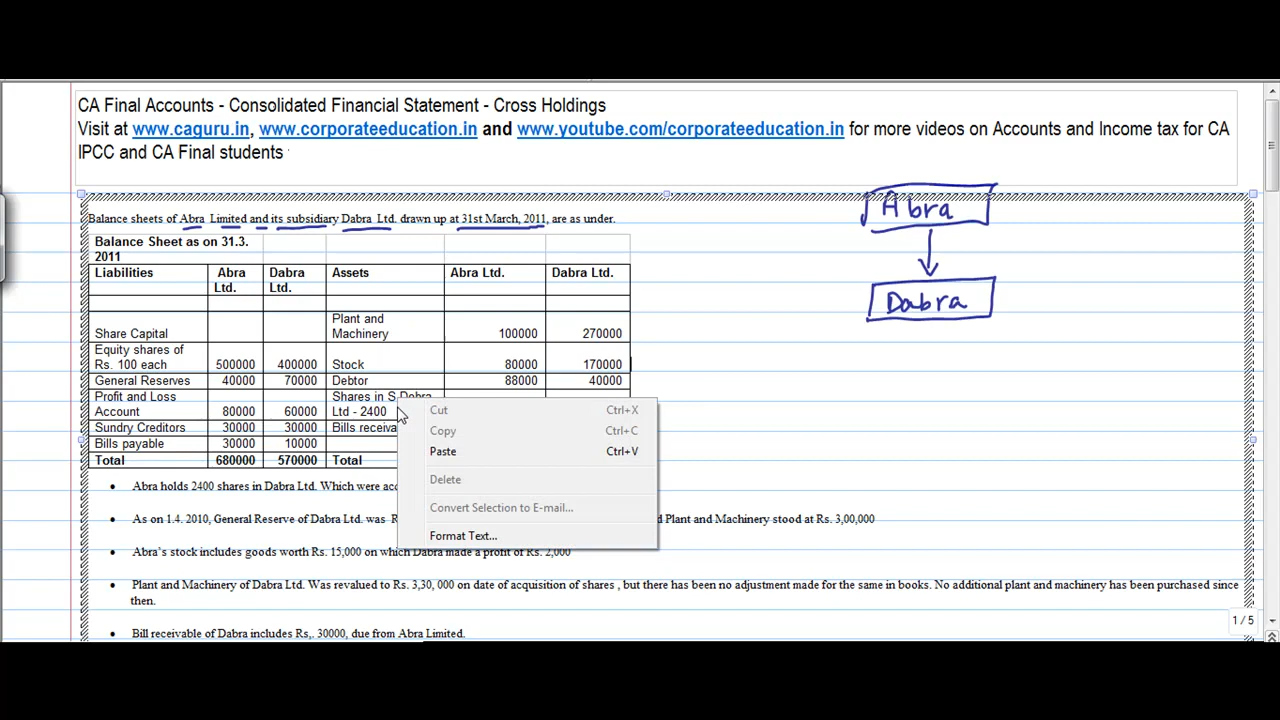 CA Final Accounts - Consolidated Financial Statement - Cross Holdings
Visit at www.caguru.in, www.corporateeducation.in and www.youtube.com/corporateeducation.in for more videos on Accounts and Income tax for CA
IPCC and CA Final students
Balance sheets of Abra Limited and its subsidiary Dabra Ltd. drawn up at 31st March, 2011, are as under.
Abra
Dabra
Balance Sheet as on 31.3.
2011
Liabilities Abra Ltd. Dabra Ltd. Assets Abra Ltd. Dabra Ltd.
Share Capital Plant and Machinery 100000 270000
Equity shares of Rs. 100 each 500000 400000 Stock 80000 170000
General Reserves 40000 70000 Debtor 88000 40000
Profit and Loss Account 80000 60000 Shares in S Dabra Ltd - 2400
Sundry Creditors 30000 30000 Bills receiva
Bills payable 30000 10000
Total 680000 570000 Total
Cut Ctrl+X
Copy Ctrl+C
Paste Ctrl+V
Delete
Convert Selection to E-mail...
Format Text...
• Abra holds 2400 shares in Dabra Ltd. Which were acc
• As on 1.4. 2010, General Reserve of Dabra Ltd. was R d Plant and Machinery stood at Rs. 3,00,000
• Abra's stock includes goods worth Rs. 15,000 on which Dabra made a profit of Rs. 2,000
• Plant and Machinery of Dabra Ltd. Was revalued to Rs. 3,30, 000 on date of acquisition of shares , but there has been no adjustment made for the same in books. No additional plant and machinery has been purchased since
then.
• Bill receivable of Dabra includes Rs,. 30000, due from Abra Limited.
1 / 5